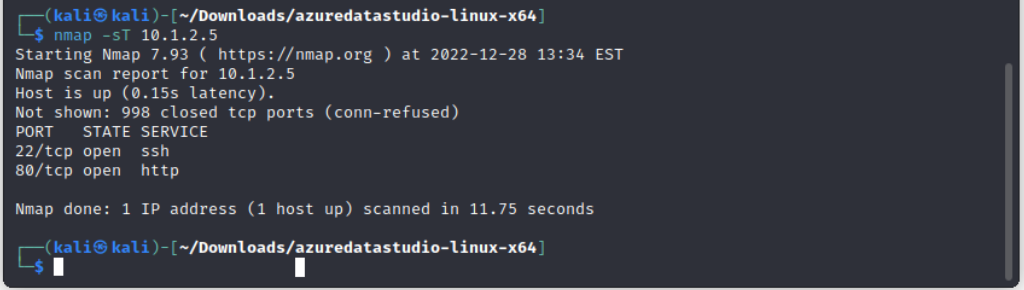 ┌──(kali㉿kali)-[~/Downloads/azuredatastudio-linux-x64]
└─$ nmap -sT 10.1.2.5
Starting Nmap 7.93 ( https://nmap.org ) at 2022-12-28 13:34 EST
Nmap scan report for 10.1.2.5
Host is up (0.15s latency).
Not shown: 998 closed tcp ports (conn-refused)
PORT   STATE SERVICE
22/tcp open  ssh
80/tcp open  http
Nmap done: 1 IP address (1 host up) scanned in 11.75 seconds
┌──(kali㉿kali)-[~/Downloads/azuredatastudio-linux-x64]
└─$